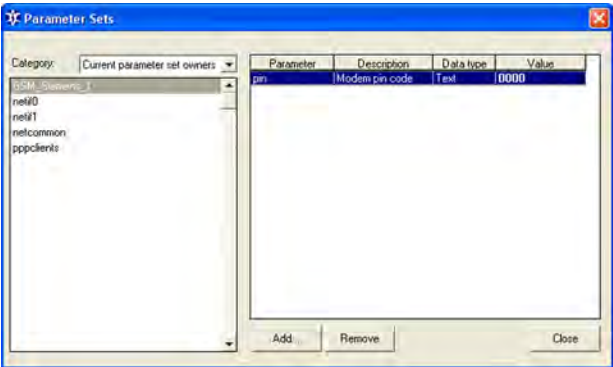 Parameter Sets
Category: Current parameter set owners
GSM_Siemens_1
netif0
netif1
netcommon
pppclients
Parameter Description Data type Value
pin Modem pin code Text 0000
Add... Remove Close